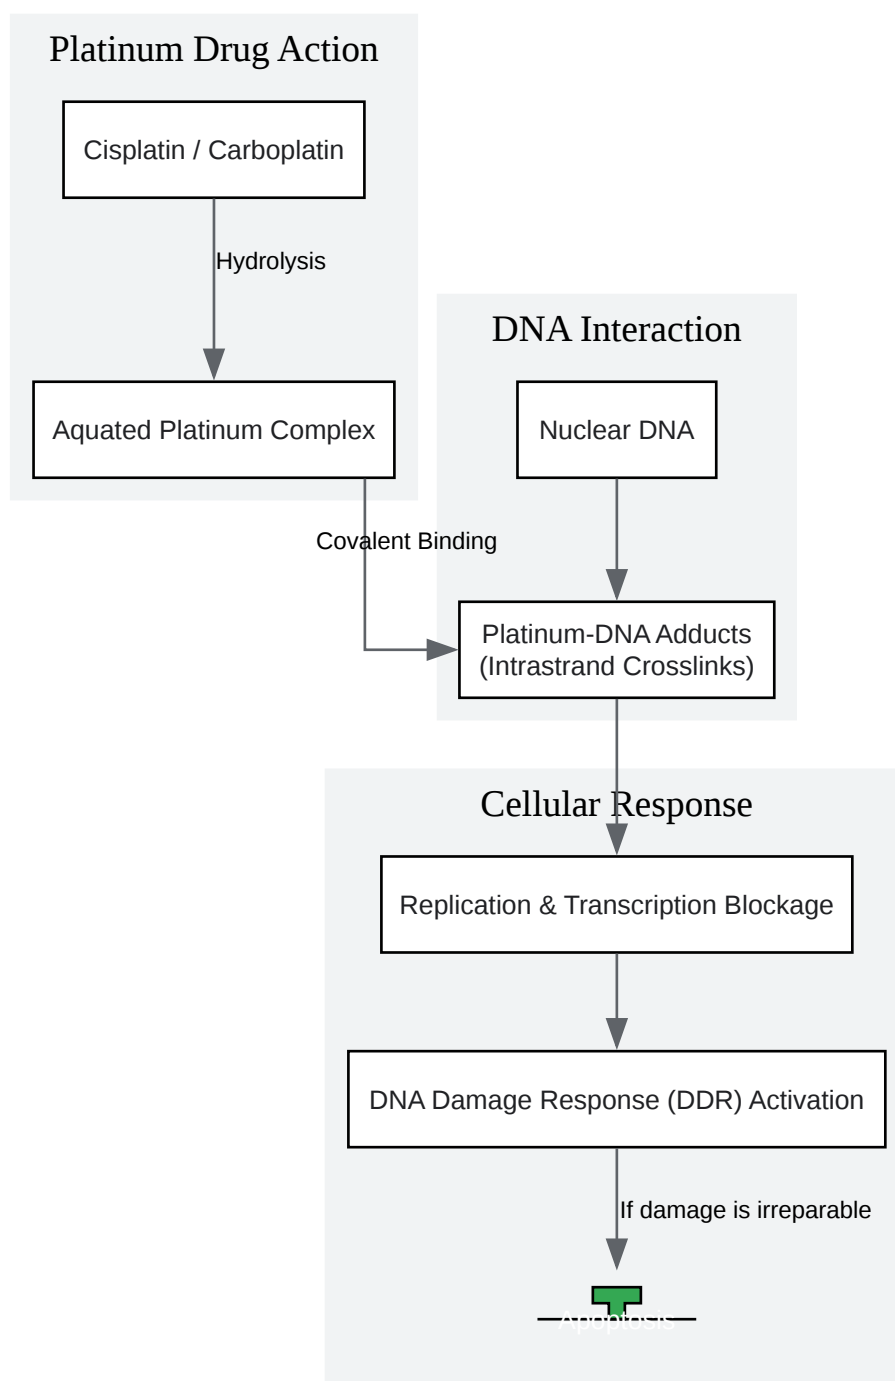 Platinum Drug Action
Cisplatin / Carboplatin
Hydrolysis
Aquated Platinum Complex
DNA Interaction
Nuclear DNA
Covalent Binding
Platinum-DNA Adducts
(Intrastrand Crosslinks)
Cellular Response
Replication & Transcription Blockage
DNA Damage Response (DDR) Activation
If damage is irreparable
Apoptosis